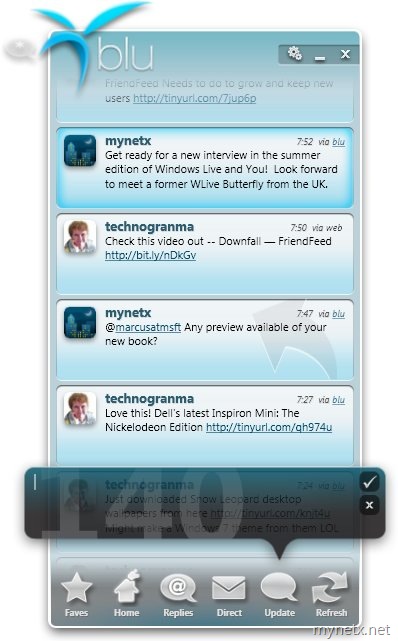 blu
FriendFeed Needs to do to grow and keep new
users http://tinyurl.com/7jup6p
mynetx 7:52 via blu
Get ready for a new interview in the summer
edition of Windows Live and You! Look forward
to meet a former WLive Butterfly from the UK.
technogranma 7:50 via web
Check this video out -- Downfall — FriendFeed
http://bit.ly/nDkGv
mynetx 7:47 via blu
@marcusatmsft Any preview available of your
new book?
technogranma 7:27 via blu
Love this! Dell's latest Inspiron Mini: The
Nickelodeon Edition http://tinyurl.com/qh974u
technogranma 7:24 via blu
Just downloaded Snow Leopard desktop
wallpapers from here http://tinyurl.com/knjt4u
Might make a Windows 7 theme from them LOL
140
Faves Home Replies Direct Update Refresh
mynetx.net